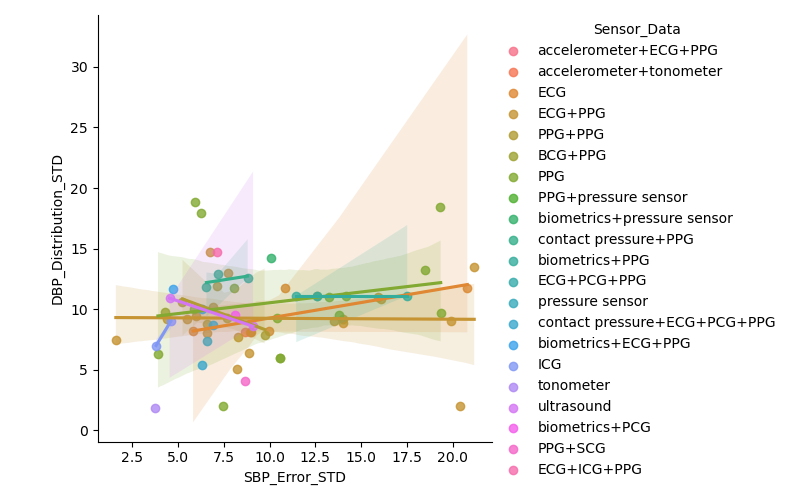 DBP_Distribution_STD
30
25
20
15
10
5
0
2.5 5.0 7.5 10.0 12.5 15.0 17.5 20.0
SBP_Error_STD
Sensor_Data
accelerometer+ECG+PPG
accelerometer+tonometer
ECG
ECG+PPG
PPG+PPG
BCG+PPG
PPG
PPG+pressure sensor
biometrics+pressure sensor
contact pressure+PPG
biometrics+PPG
ECG+PCG+PPG
pressure sensor
contact pressure+ECG+PCG+PPG
biometrics+ECG+PPG
ICG
tonometer
ultrasound
biometrics+PCG
PPG+SCG
ECG+ICG+PPG